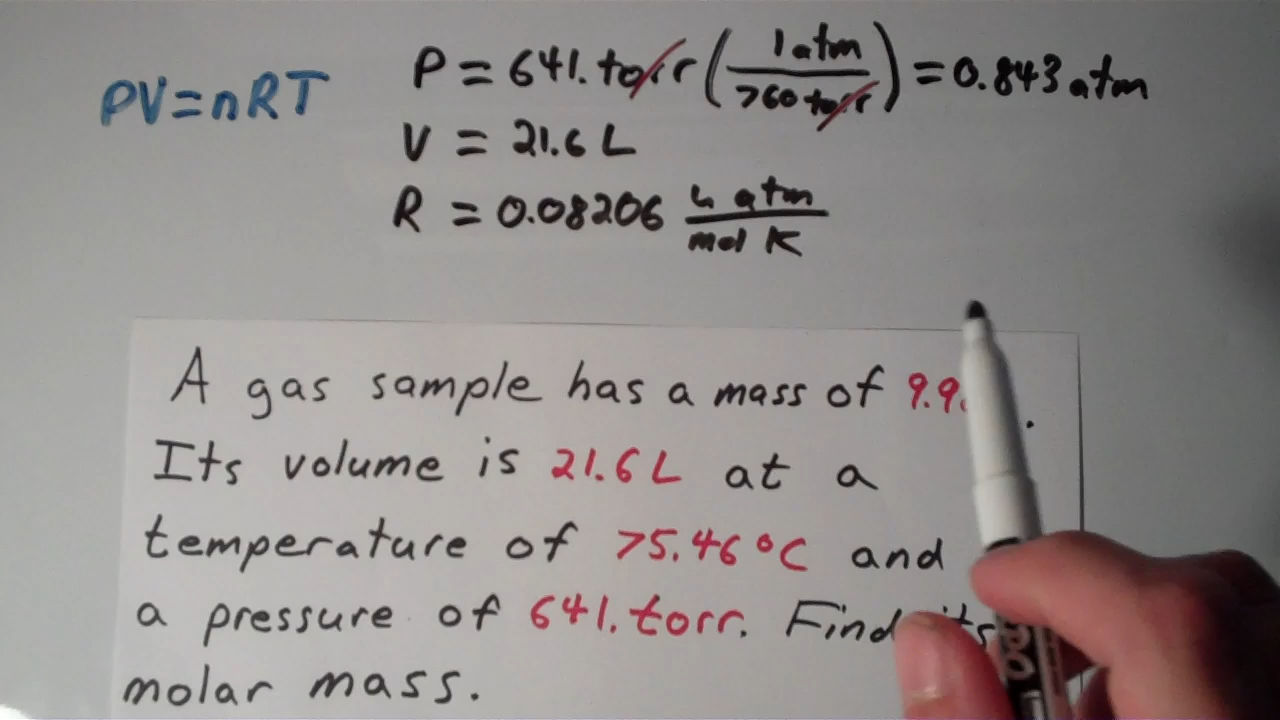 PV=nRT
P = 641. torr (1 atm / 760 torr) = 0.843 atm
V = 21.6 L
R = 0.08206 L atm / mol K
A gas sample has a mass of .
Its volume is 21.6 L at a
temperature of 75.46°C and
a pressure of 641. torr. Find its
molar mass.